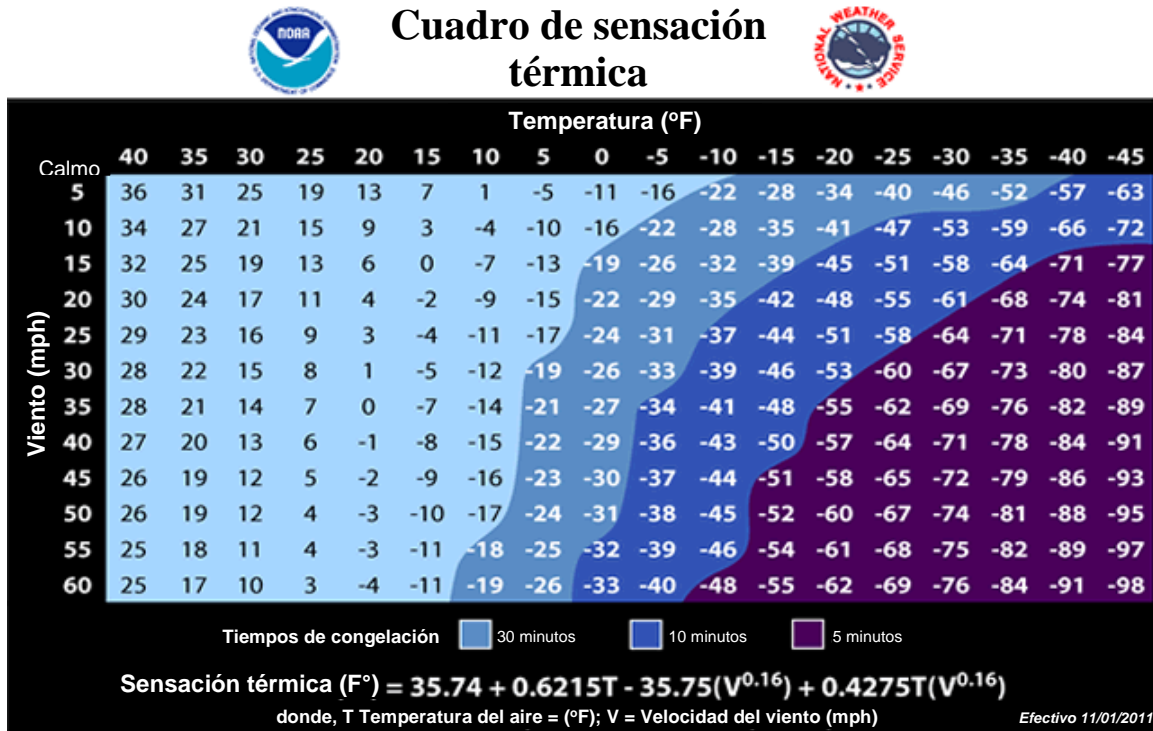 NOAA
NATIONAL OCEANIC AND ATMOSPHERIC ADMINISTRATION
U.S. DEPARTMENT OF COMMERCE
Cuadro de sensación
térmica
NATIONAL WEATHER SERVICE
Temperatura (°F)
Calmo 40 35 30 25 20 15 10 5 0 -5 -10 -15 -20 -25 -30 -35 -40 -45
Viento (mph)
5 36 31 25 19 13 7 1 -5 -11 -16 -22 -28 -34 -40 -46 -52 -57 -63
10 34 27 21 15 9 3 -4 -10 -16 -22 -28 -35 -41 -47 -53 -59 -66 -72
15 32 25 19 13 6 0 -7 -13 -19 -26 -32 -39 -45 -51 -58 -64 -71 -77
20 30 24 17 11 4 -2 -9 -15 -22 -29 -35 -42 -48 -55 -61 -68 -74 -81
25 29 23 16 9 3 -4 -11 -17 -24 -31 -37 -44 -51 -58 -64 -71 -78 -84
30 28 22 15 8 1 -5 -12 -19 -26 -33 -39 -46 -53 -60 -67 -73 -80 -87
35 28 21 14 7 0 -7 -14 -21 -27 -34 -41 -48 -55 -62 -69 -76 -82 -89
40 27 20 13 6 -1 -8 -15 -22 -29 -36 -43 -50 -57 -64 -71 -78 -84 -91
45 26 19 12 5 -2 -9 -16 -23 -30 -37 -44 -51 -58 -65 -72 -79 -86 -93
50 26 19 12 4 -3 -10 -17 -24 -31 -38 -45 -52 -60 -67 -74 -81 -88 -95
55 25 18 11 4 -3 -11 -18 -25 -32 -39 -46 -54 -61 -68 -75 -82 -89 -97
60 25 17 10 3 -4 -11 -19 -26 -33 -40 -48 -55 -62 -69 -76 -84 -91 -98
Tiempos de congelación 30 minutos 10 minutos 5 minutos
Sensación térmica (F°) = 35.74 + 0.6215T - 35.75(V^0.16) + 0.4275T(V^0.16)
donde, T Temperatura del aire = (°F); V = Velocidad del viento (mph)
Efectivo 11/01/2011